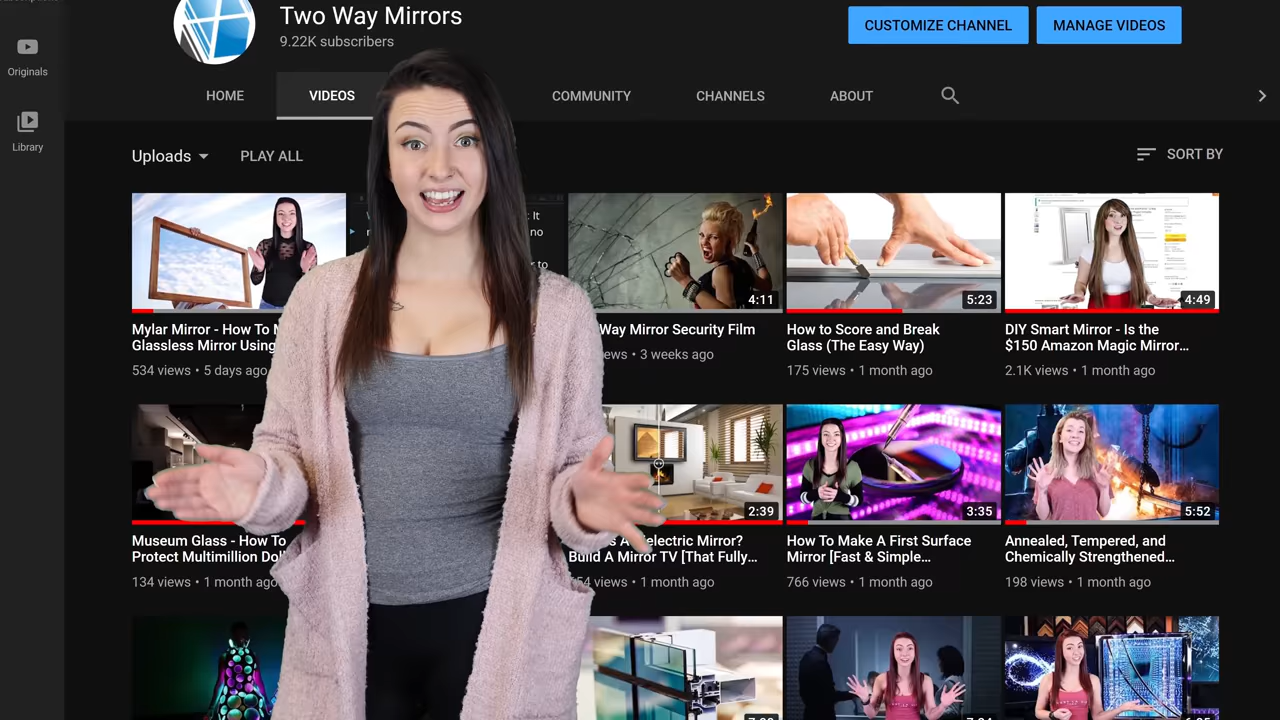 Two Way Mirrors
9.22K subscribers
CUSTOMIZE CHANNEL
MANAGE VIDEOS
Originals
Library
HOME
VIDEOS
COMMUNITY
CHANNELS
ABOUT
Uploads
PLAY ALL
SORT BY
It
no
to
4:11
5:23
4:49
Mylar Mirror - How To
Glassless Mirror Using
534 views • 5 days ago
Way Mirror Security Film
3 weeks ago
How to Score and Break
Glass (The Easy Way)
175 views • 1 month ago
DIY Smart Mirror - Is the
$150 Amazon Magic Mirror...
2.1K views • 1 month ago
2:39
3:35
5:52
Museum Glass - How To
Protect Multimillion
134 views • 1 month ago
Mirror?
Build A Mirror TV [That Fully...
views • 1 month ago
How To Make A First Surface
Mirror [Fast & Simple...
766 views • 1 month ago
Annealed, Tempered, and
Chemically Strengthened...
198 views • 1 month ago